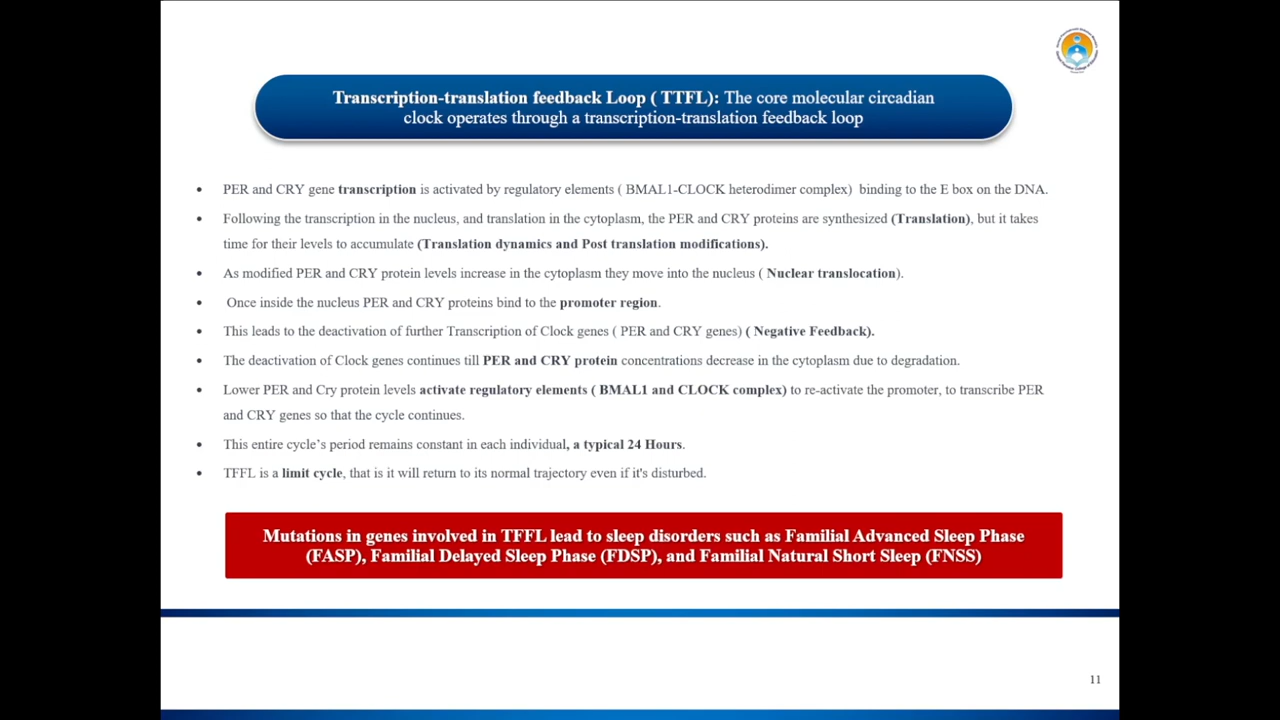 Transcription-translation feedback Loop ( TTFL): The core molecular circadian
clock operates through a transcription-translation feedback loop
• PER and CRY gene transcription is activated by regulatory elements ( BMAL1-CLOCK heterodimer complex) binding to the E box on the DNA.
• Following the transcription in the nucleus, and translation in the cytoplasm, the PER and CRY proteins are synthesized (Translation), but it takes
time for their levels to accumulate (Translation dynamics and Post translation modifications).
• As modified PER and CRY protein levels increase in the cytoplasm they move into the nucleus ( Nuclear translocation).
• Once inside the nucleus PER and CRY proteins bind to the promoter region.
• This leads to the deactivation of further Transcription of Clock genes ( PER and CRY genes) ( Negative Feedback).
• The deactivation of Clock genes continues till PER and CRY protein concentrations decrease in the cytoplasm due to degradation.
• Lower PER and Cry protein levels activate regulatory elements ( BMAL1 and CLOCK complex) to re-activate the promoter, to transcribe PER
and CRY genes so that the cycle continues.
• This entire cycle’s period remains constant in each individual, a typical 24 Hours.
• TFFL is a limit cycle, that is it will return to its normal trajectory even if it's disturbed.
Mutations in genes involved in TFFL lead to sleep disorders such as Familial Advanced Sleep Phase
(FASP), Familial Delayed Sleep Phase (FDSP), and Familial Natural Short Sleep (FNSS)
11